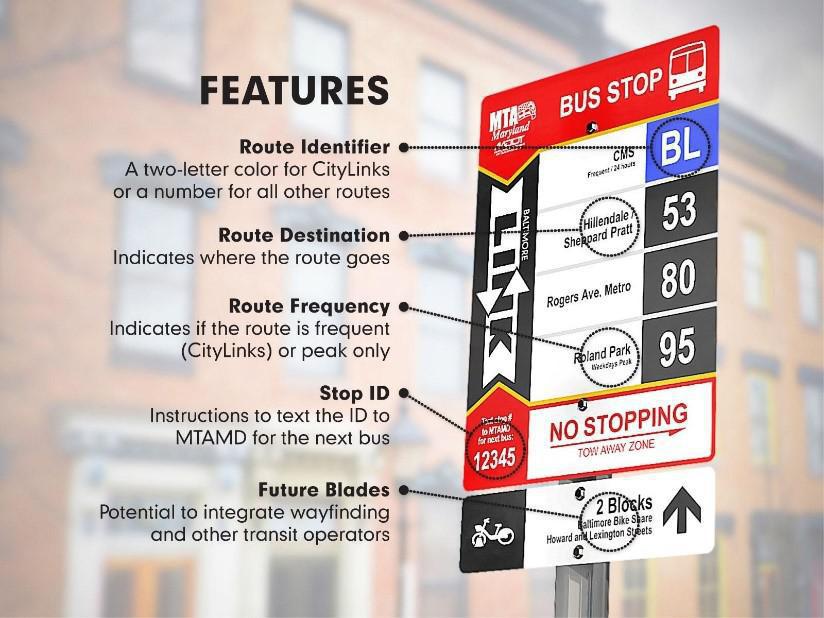 FEATURES
Route Identifier
A two-letter color for CityLinks
or a number for all other routes
Route Destination
Indicates where the route goes
Route Frequency
Indicates if the route is frequent
(CityLinks) or peak only
Stop ID
Instructions to text the ID to
MTAMD for the next bus
Future Blades
Potential to integrate wayfinding
and other transit operators
BUS STOP
MTA
Maryland
CMS
Frequent / 24 hours
BL
BALTIMORE
LINK
Hillendale /
Sheppard Pratt
53
Rogers Ave. Metro
80
Roland Park
Weekdays Peak
95
Text stop #
to MTAMD
for next bus:
12345
NO STOPPING
TOW AWAY ZONE
2 Blocks
Baltimore Bike Share
Howard and Lexington Streets